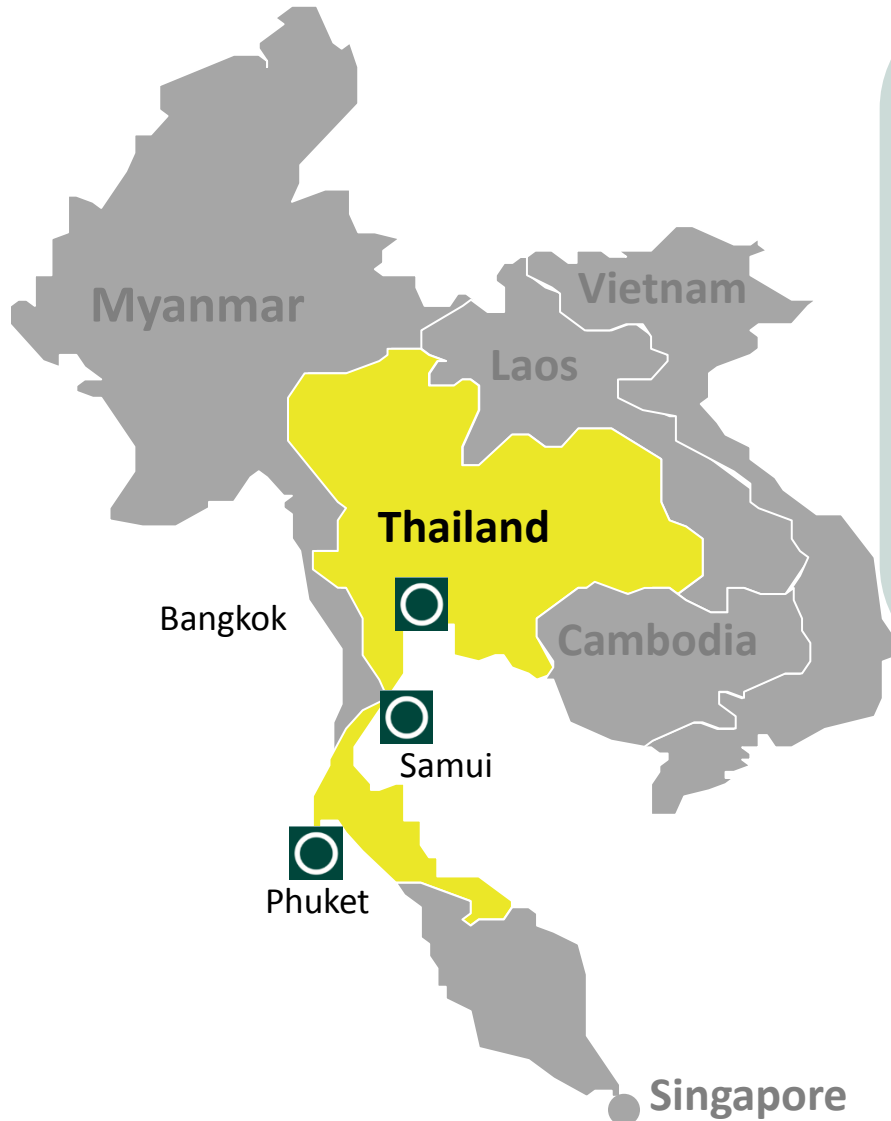 Vietnam
Myanmar
Laos
Thailand
Bangkok
Cambodia
Samui
Phuket
Singapore